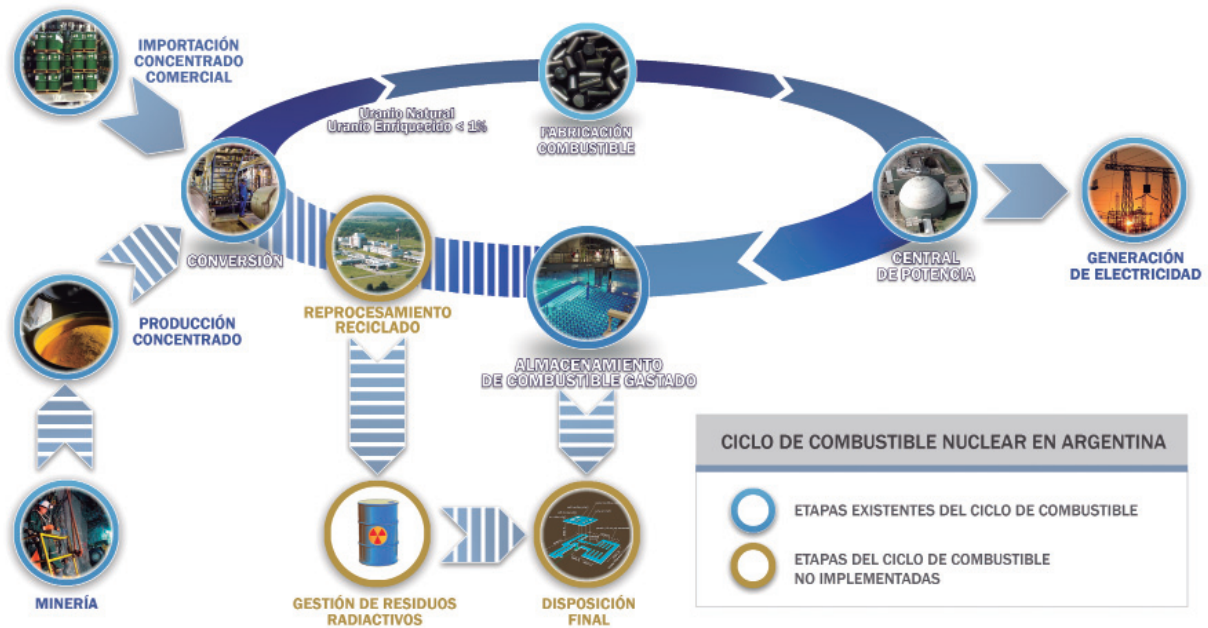 IMPORTACIÓN
CONCENTRADO
COMERCIAL
Uranio Natural
Uranio Enriquecido < 1%
FABRICACIÓN
COMBUSTIBLE
CONVERSIÓN
CENTRAL
DE POTENCIA
GENERACIÓN
DE ELECTRICIDAD
PRODUCCIÓN
CONCENTRADO
REPROCESAMIENTO
RECICLADO
ALMACENAMIENTO
DE COMBUSTIBLE GASTADO
MINERÍA
GESTIÓN DE RESIDUOS
RADIACTIVOS
DISPOSICIÓN
FINAL
CICLO DE COMBUSTIBLE NUCLEAR EN ARGENTINA
ETAPAS EXISTENTES DEL CICLO DE COMBUSTIBLE
ETAPAS DEL CICLO DE COMBUSTIBLE
NO IMPLEMENTADAS